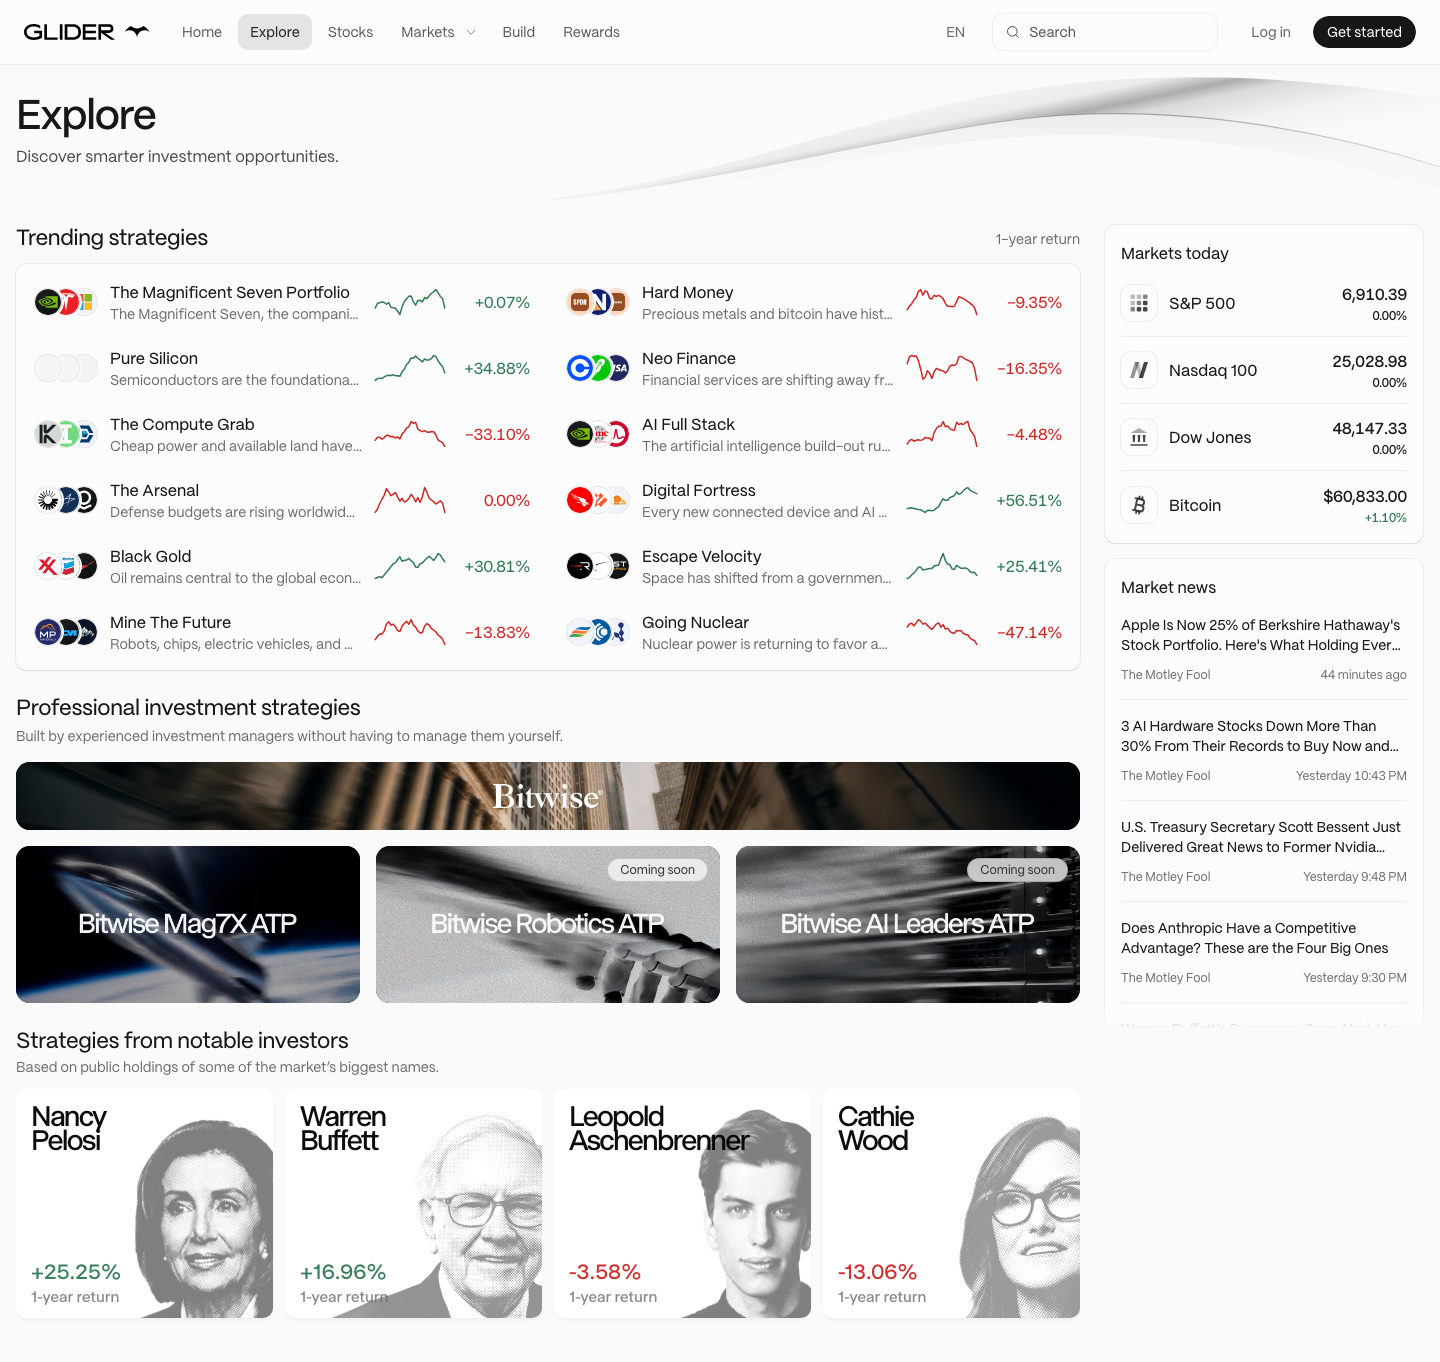 GLIDER
Home
Explore
Stocks
Markets
Build
Rewards
EN
Search
Log in
Get started
Explore
Discover smarter investment opportunities.
Trending strategies
1-year return
The Magnificent Seven Portfolio
The Magnificent Seven, the compani...
+0.07%
Hard Money
Precious metals and bitcoin have hist...
-9.35%
Pure Silicon
Semiconductors are the foundationa...
+34.88%
Neo Finance
Financial services are shifting away fr...
-16.35%
The Compute Grab
Cheap power and available land have...
-33.10%
AI Full Stack
The artificial intelligence build-out ru...
-4.48%
The Arsenal
Defense budgets are rising worldwid...
0.00%
Digital Fortress
Every new connected device and AI ...
+56.51%
Black Gold
Oil remains central to the global econ...
+30.81%
Escape Velocity
Space has shifted from a governmen...
+25.41%
Mine The Future
Robots, chips, electric vehicles, and ...
-13.83%
Going Nuclear
Nuclear power is returning to favor a...
-47.14%
Professional investment strategies
Built by experienced investment managers without having to manage them yourself.
Bitwise
Bitwise Mag7X ATP
Coming soon
Bitwise Robotics ATP
Coming soon
Bitwise AI Leaders ATP
Strategies from notable investors
Based on public holdings of some of the market’s biggest names.
Nancy
Pelosi
+25.25%
1-year return
Warren
Buffett
+16.96%
1-year return
Leopold
Aschenbrenner
-3.58%
1-year return
Cathie
Wood
-13.06%
1-year return
Markets today
S&P 500
6,910.39
0.00%
Nasdaq 100
25,028.98
0.00%
Dow Jones
48,147.33
0.00%
Bitcoin
$60,833.00
+1.10%
Market news
Apple Is Now 25% of Berkshire Hathaway's
Stock Portfolio. Here's What Holding Ever...
The Motley Fool
44 minutes ago
3 AI Hardware Stocks Down More Than
30% From Their Records to Buy Now and...
The Motley Fool
Yesterday 10:43 PM
U.S. Treasury Secretary Scott Bessent Just
Delivered Great News to Former Nvidia...
The Motley Fool
Yesterday 9:48 PM
Does Anthropic Have a Competitive
Advantage? These are the Four Big Ones
The Motley Fool
Yesterday 9:30 PM